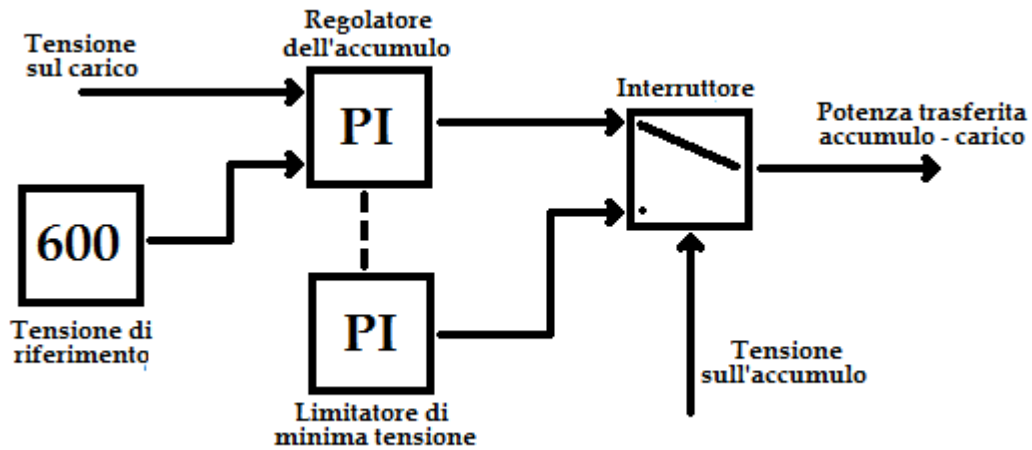 Regolatore
dell'accumulo
Tensione
sul carico
PI
Interruttore
Potenza trasferita
accumulo - carico
600
Tensione di
riferimento
PI
Limitatore di
minima tensione
Tensione
sull'accumulo